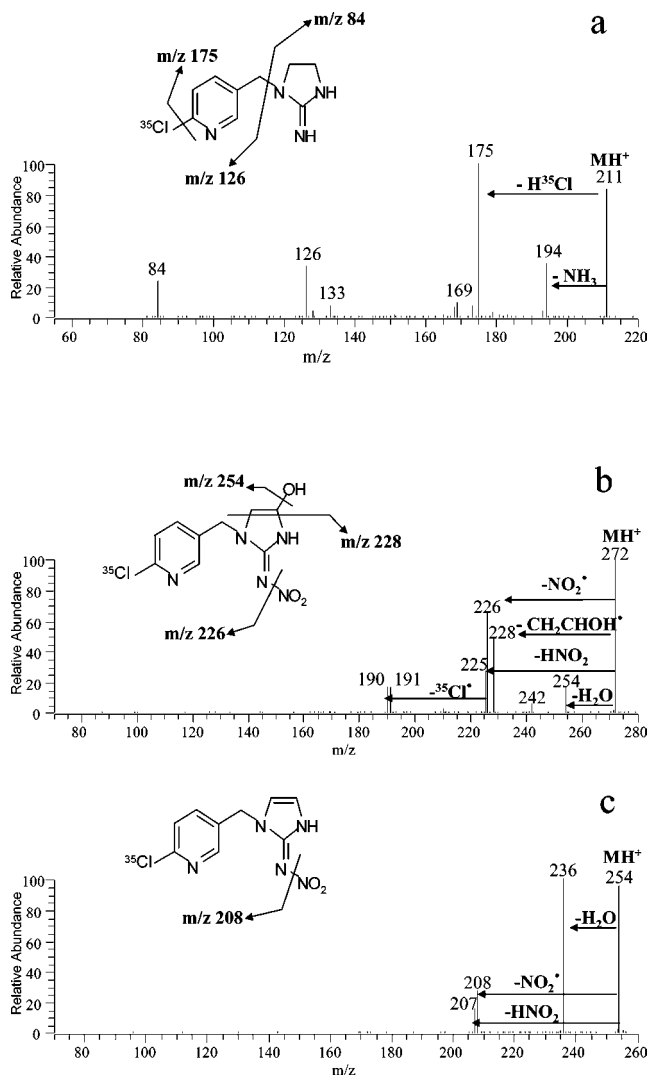 a
m/z 84
m/z 175
³⁵Cl
N
N
NH
NH
m/z 126
Relative Abundance
100
80
60
40
20
0
175
MH⁺
211
- H³⁵Cl
194
- NH₃
126
84
133
169
60 80 100 120 140 160 180 200 220
m/z
b
m/z 254
OH
m/z 228
N
NH
³⁵Cl
N
N
NO₂
m/z 226
Relative Abundance
100
80
60
40
20
0
MH⁺
272
-NO₂•
226
- CH₂CHOH•
228
-HNO₂
225
190 191
-³⁵Cl•
254
-H₂O
242
80 100 120 140 160 180 200 220 240 260 280
m/z
c
N
NH
³⁵Cl
N
N
NO₂
m/z 208
Relative Abundance
100
80
60
40
20
0
236
MH⁺
254
-H₂O
208
-NO₂•
207
-HNO₂
80 100 120 140 160 180 200 220 240 260
m/z